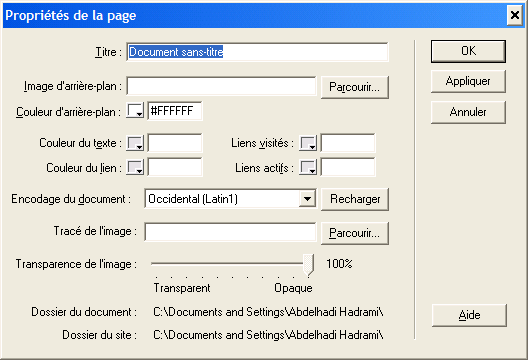 Propriétés de la page
Titre : Document sans-titre OK
Image d'arrière-plan : Parcourir... Appliquer
Couleur d'arrière-plan : #FFFFFF Annuler
Couleur du texte : Liens visités :
Couleur du lien : Liens actifs :
Encodage du document : Occidental (Latin1) Recharger
Tracé de l'image : Parcourir...
Transparence de l'image : 100%
Transparent Opaque
Dossier du document : C:\Documents and Settings\Abdelhadi Hadrami\ Aide
Dossier du site : C:\Documents and Settings\Abdelhadi Hadrami\